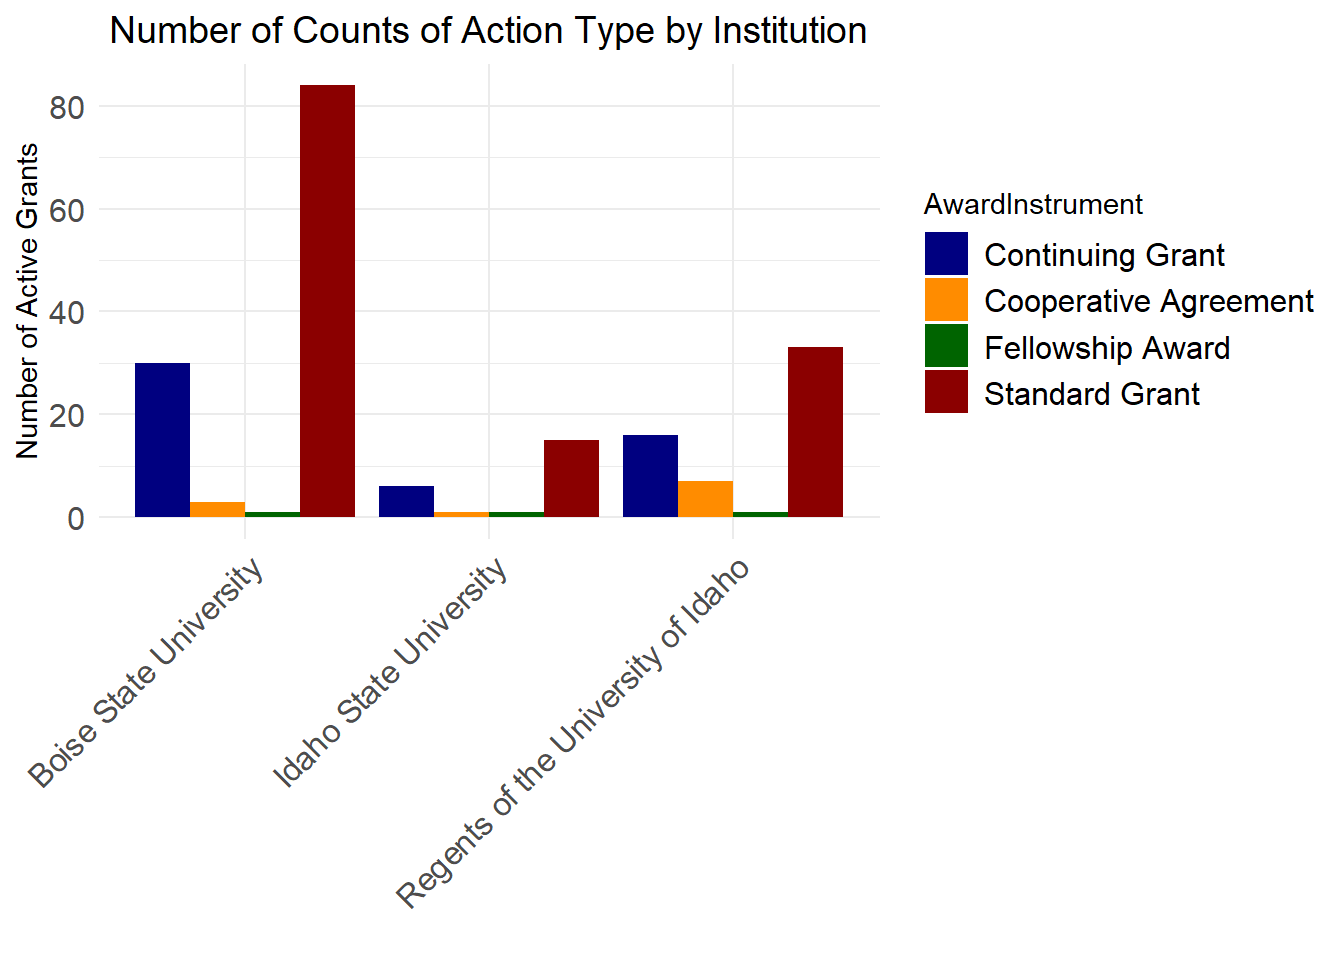 Number of Counts of Action Type by Institution
Number of Active Grants
80
60
40
20
0
Boise State University
Idaho State University
Regents of the University of Idaho
AwardInstrument
Continuing Grant
Cooperative Agreement
Fellowship Award
Standard Grant